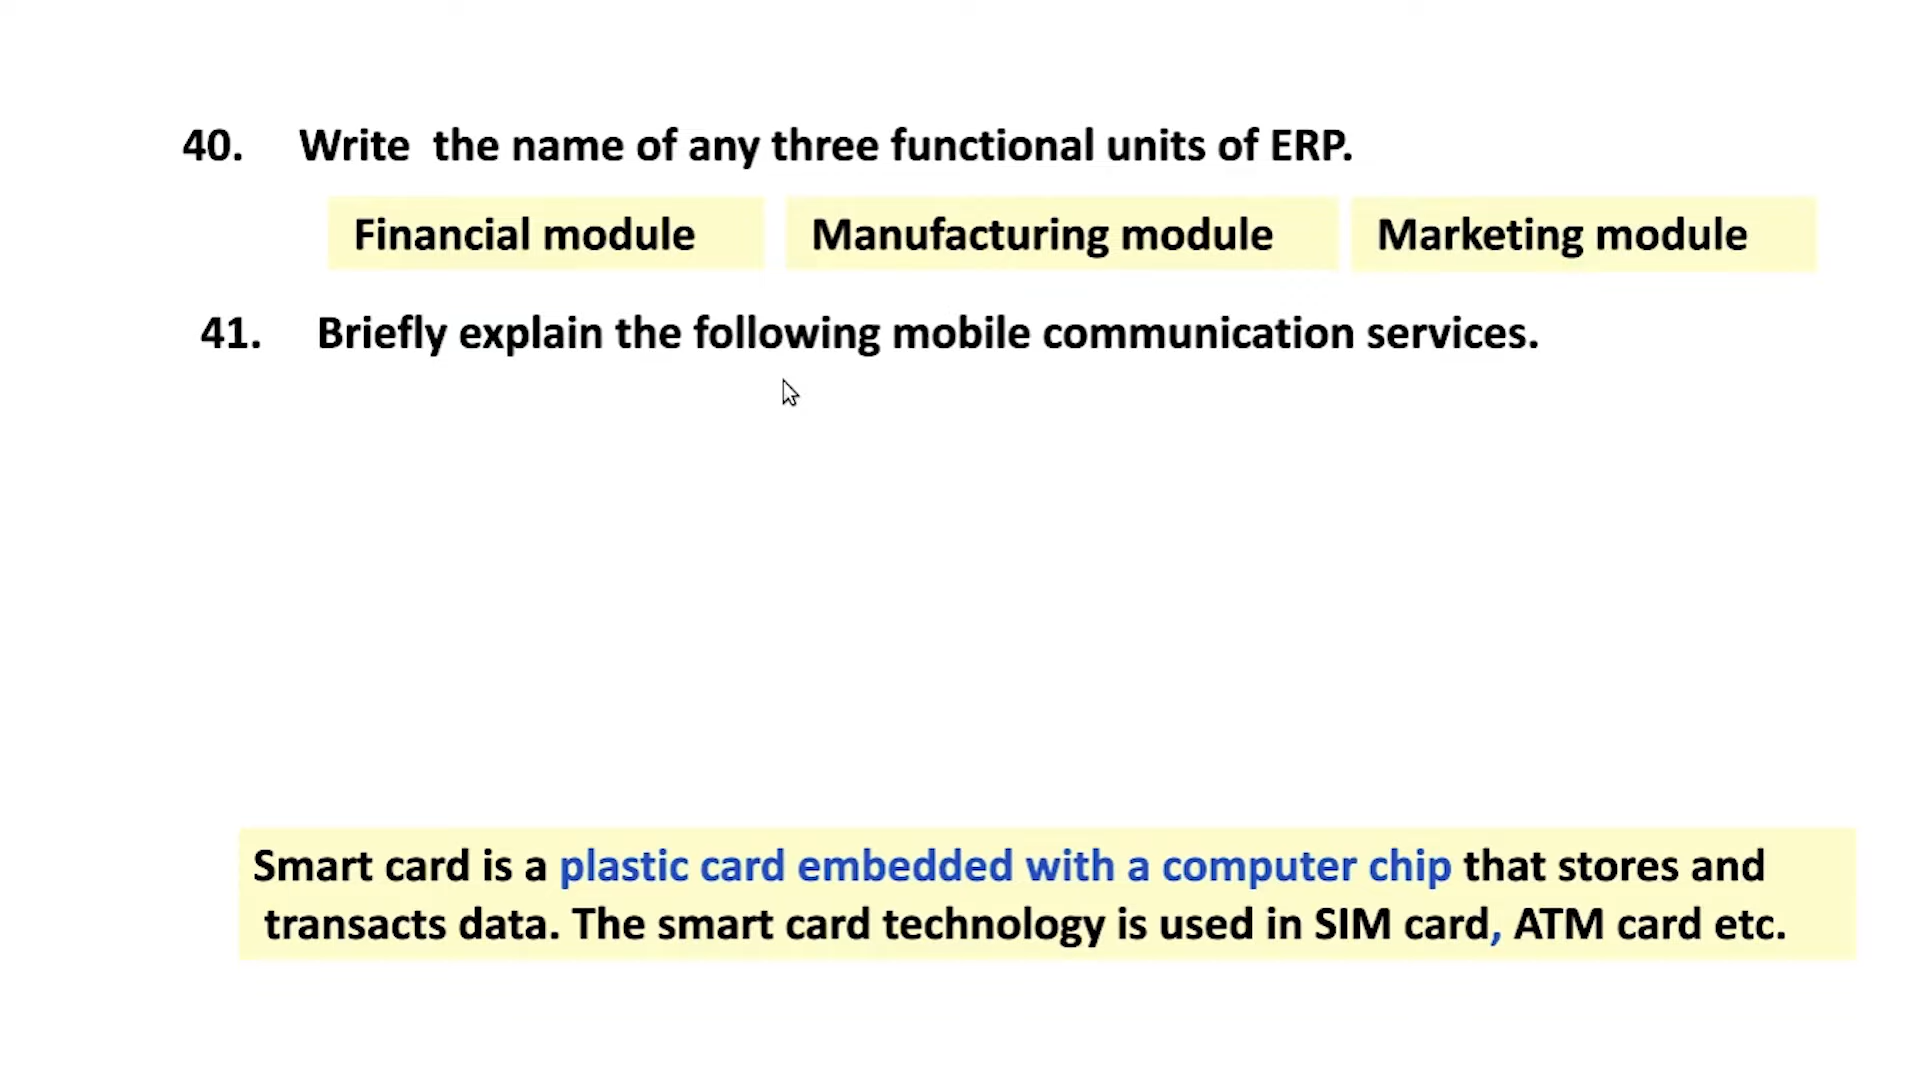 40. Write the name of any three functional units of ERP.
Financial module Manufacturing module Marketing module
41. Briefly explain the following mobile communication services.
Smart card is a plastic card embedded with a computer chip that stores and
transacts data. The smart card technology is used in SIM card, ATM card etc.